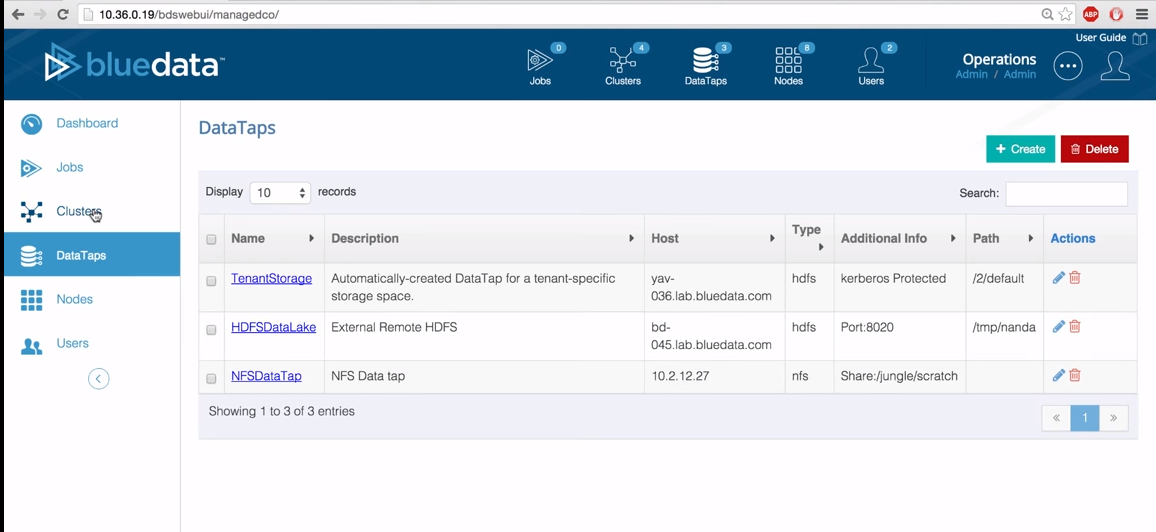 10.36.0.19/bdswebui/managedco/
ABP
User Guide
bluedata™
0
4
3
8
2
Jobs
Clusters
DataTaps
Nodes
Users
Operations
Admin / Admin
Dashboard
Jobs
Clusters
DataTaps
Nodes
Users
DataTaps
+ Create
Delete
Display 10 records
Search:
Name
Description
Host
Type
Additional Info
Path
Actions
TenantStorage
Automatically-created DataTap for a tenant-specific
storage space.
yav-
036.lab.bluedata.com
hdfs
kerberos Protected
/2/default
HDFSDataLake
External Remote HDFS
bd-
045.lab.bluedata.com
hdfs
Port:8020
/tmp/nanda
NFSDataTap
NFS Data tap
10.2.12.27
nfs
Share:/jungle/scratch
Showing 1 to 3 of 3 entries
« 1 »